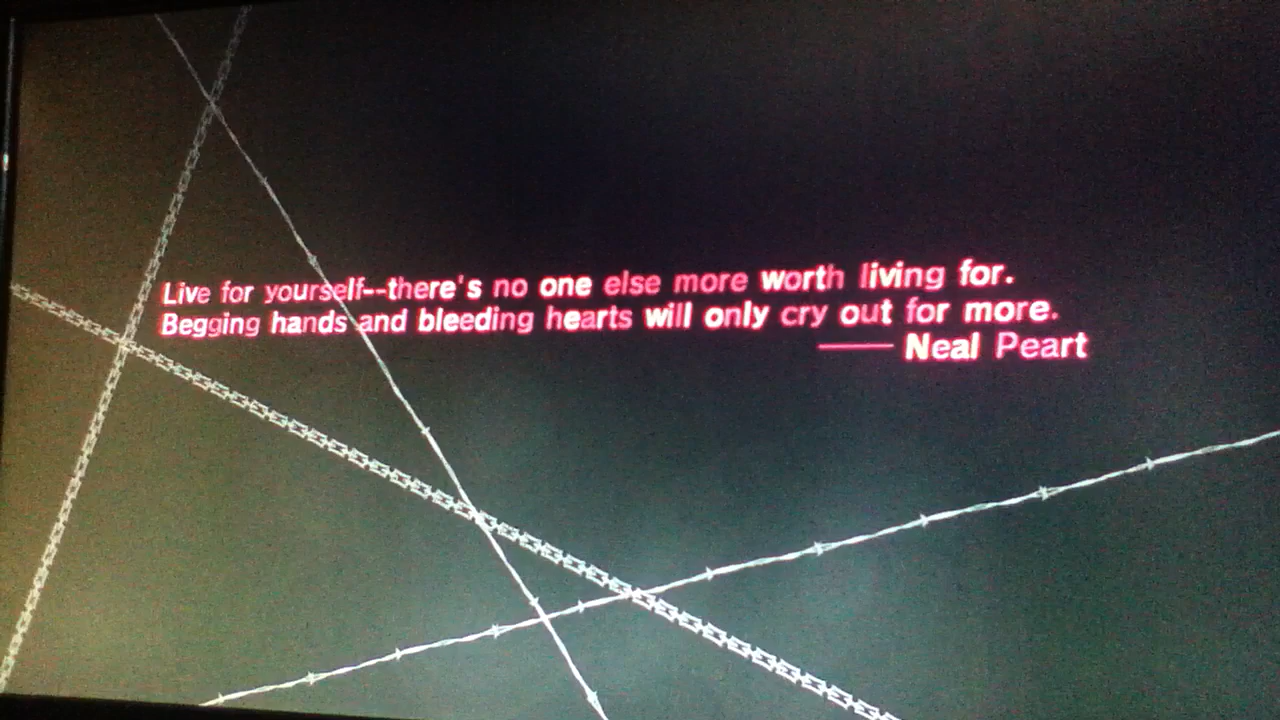 Live for yourself--there's no one else more worth living for.
Begging hands and bleeding hearts will only cry out for more.
—— Neal Peart